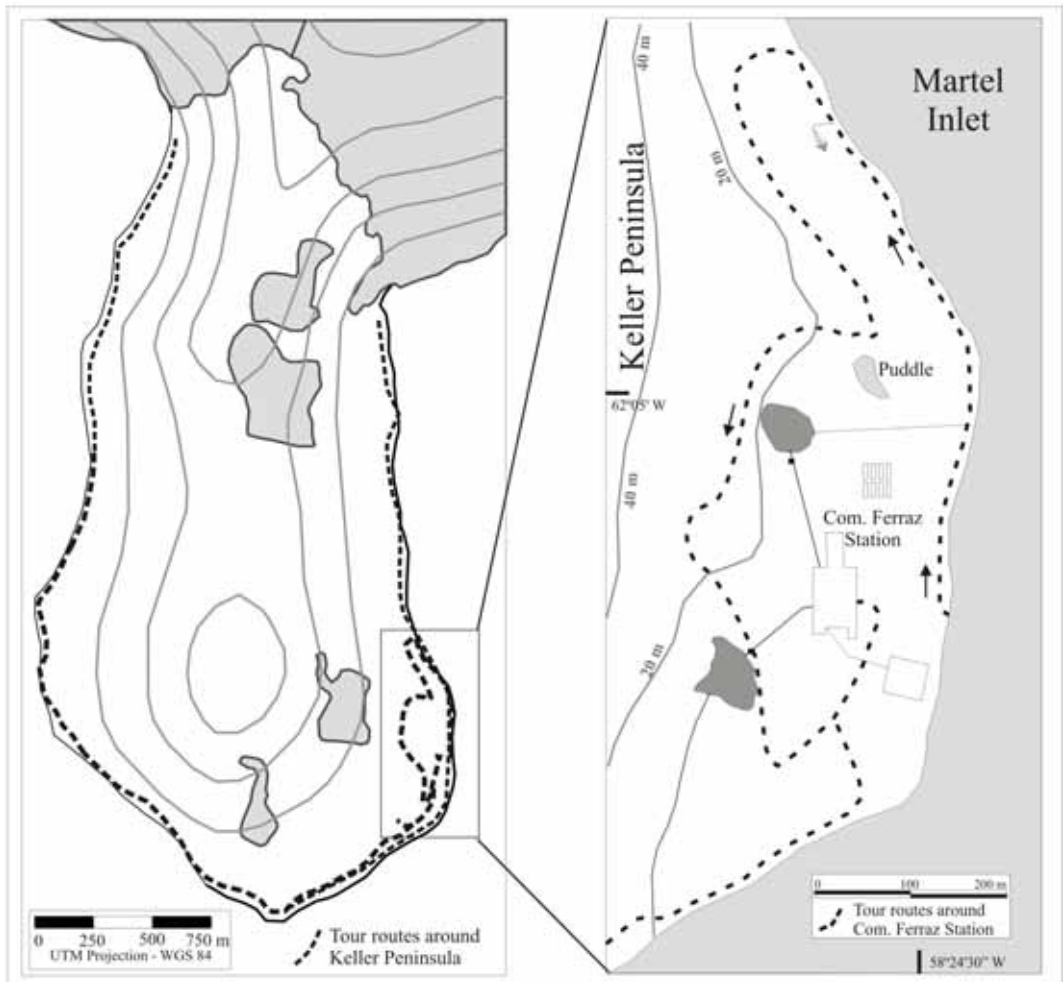 0 250 500 750 m
UTM Projection - WGS 84
Tour routes around
Keller Peninsula
Martel
Inlet
40 m
20 m
Keller Peninsula
62°05' W
Puddle
40 m
Com. Ferraz
Station
20 m
0 100 200 m
Tour routes around
Com. Ferraz Station
58°24'30" W